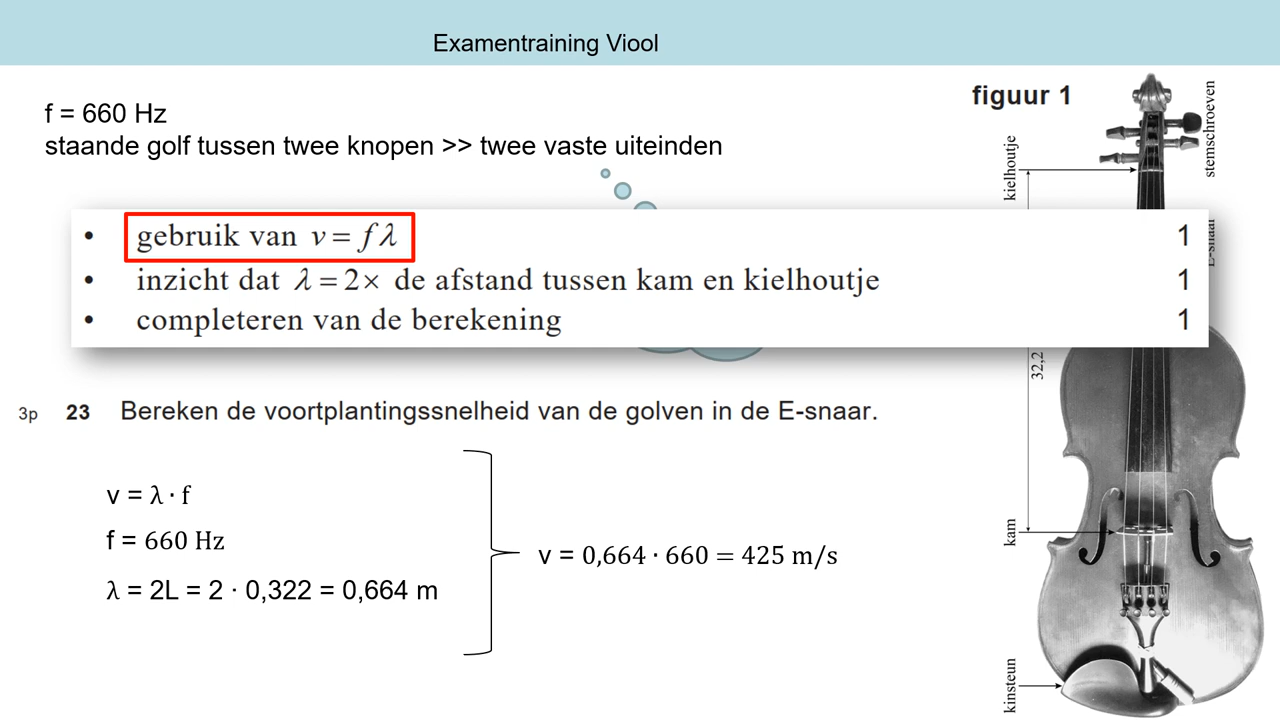 Examentraining Viool
f = 660 Hz
staande golf tussen twee knopen >> twee vaste uiteinden
figuur 1
stemschroeven
kielhoutje
• gebruik van v = f λ 1
• inzicht dat λ = 2× de afstand tussen kam en kielhoutje 1
• completeren van de berekening 1
E-snaar
32,2
3p 23 Bereken de voortplantingssnelheid van de golven in de E-snaar.
v = λ · f
f = 660 Hz
λ = 2L = 2 · 0,322 = 0,664 m
v = 0,664 · 660 = 425 m/s
kam
kinsteun